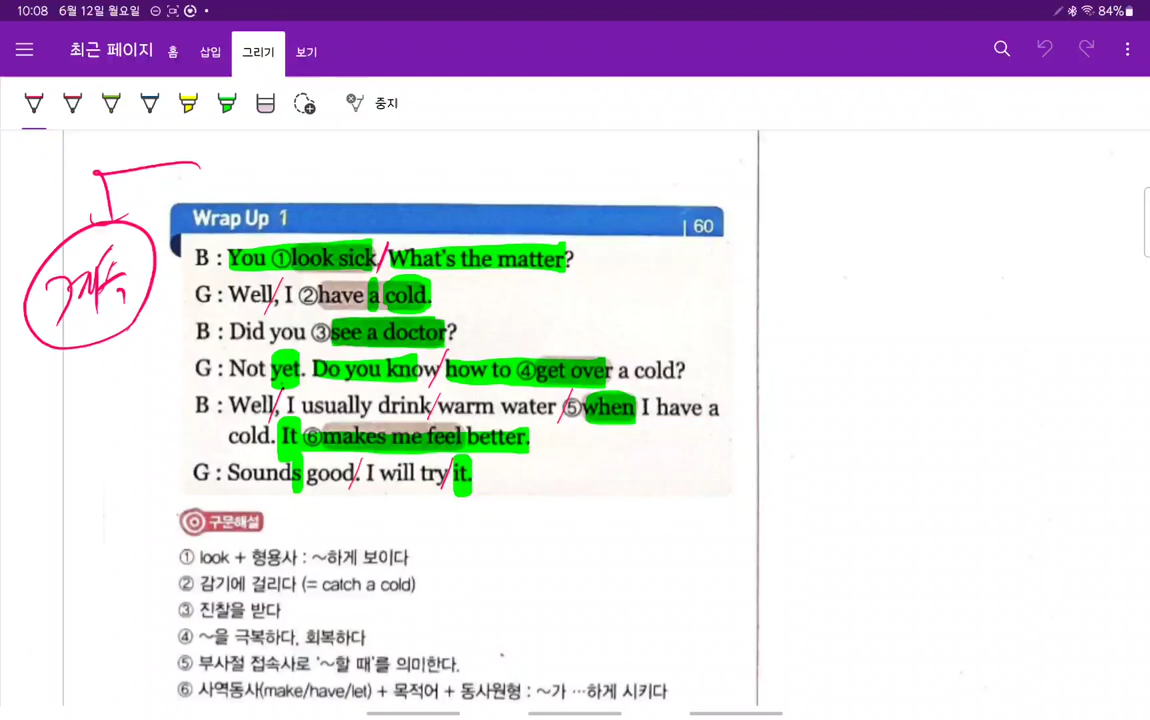 10:08 6월 12일 월요일 84%
최근 페이지 홈 삽입 그리기 보기
중지
Wrap Up 1 | 60
B : You ①look sick. What's the matter?
G : Well, I ②have a cold.
B : Did you ③see a doctor?
G : Not yet. Do you know how to ④get over a cold?
B : Well, I usually drink warm water ⑤when I have a
cold. It ⑥makes me feel better.
G : Sounds good. I will try it.
구문해설
① look + 형용사 : ~하게 보이다
② 감기에 걸리다 (= catch a cold)
③ 진찰을 받다
④ ~을 극복하다, 회복하다
⑤ 부사절 접속사로 '~할 때'를 의미한다.
⑥ 사역동사(make/have/let) + 목적어 + 동사원형 : ~가 …하게 시키다